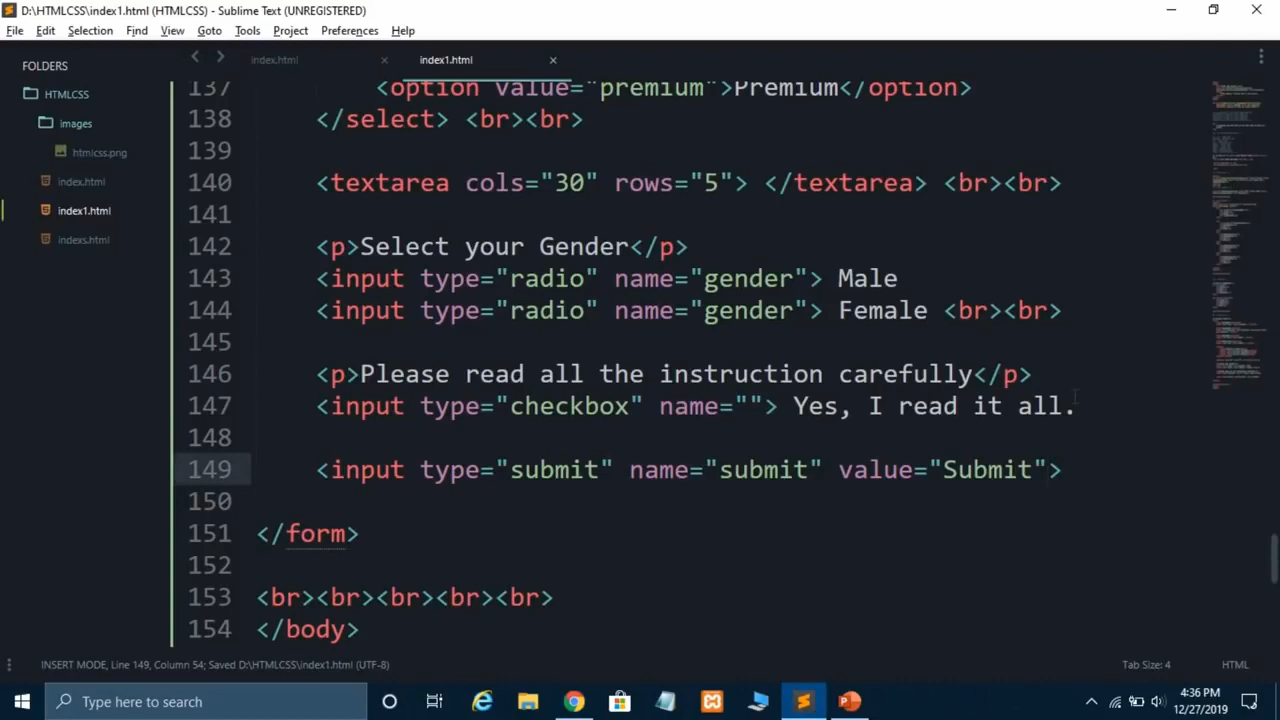 D:\HTMLCSS\index1.html (HTMLCSS) - Sublime Text (UNREGISTERED)
File Edit Selection Find View Goto Tools Project Preferences Help
FOLDERS
HTMLCSS
images
htmlcss.png
index.html
index1.html
indexs.html
index.html
index1.html
137 <option value="premium">Premium</option>
138 </select> <br><br>
139
140 <textarea cols="30" rows="5"> </textarea> <br><br>
141
142 <p>Select your Gender</p>
143 <input type="radio" name="gender"> Male
144 <input type="radio" name="gender"> Female <br><br>
145
146 <p>Please read all the instruction carefully</p>
147 <input type="checkbox" name=""> Yes, I read it all.
148
149 <input type="submit" name="submit" value="Submit">
150
151 </form>
152
153 <br><br><br><br><br>
154 </body>
INSERT MODE, Line 149, Column 54; Saved D:\HTMLCSS\index1.html (UTF-8)
Tab Size: 4
HTML
Type here to search
4:36 PM
12/27/2019